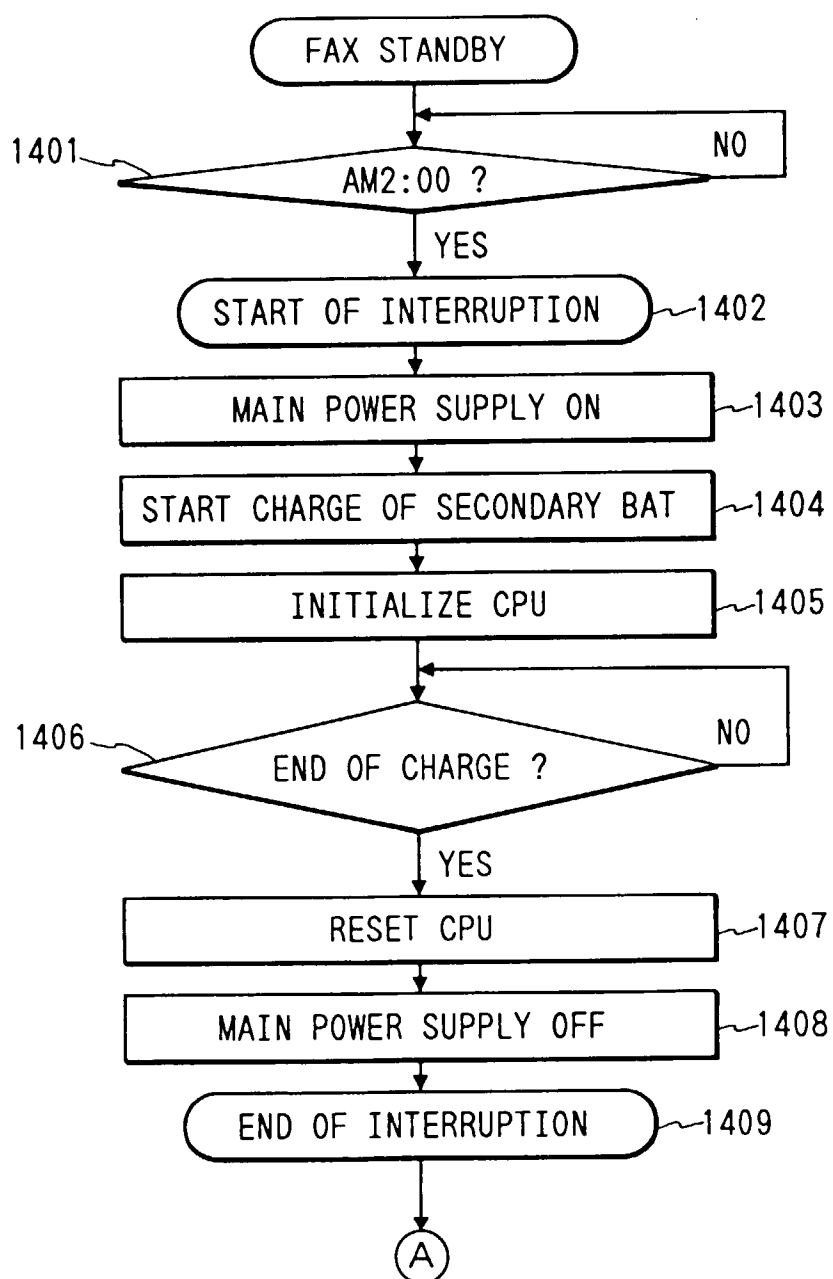 FAX STANDBY
NO
1401
AM2:00 ?
YES
START OF INTERRUPTION
1402
MAIN POWER SUPPLY ON
1403
START CHARGE OF SECONDARY BAT
1404
INITIALIZE CPU
1405
1406
NO
END OF CHARGE ?
YES
RESET CPU
1407
MAIN POWER SUPPLY OFF
1408
END OF INTERRUPTION
1409
A